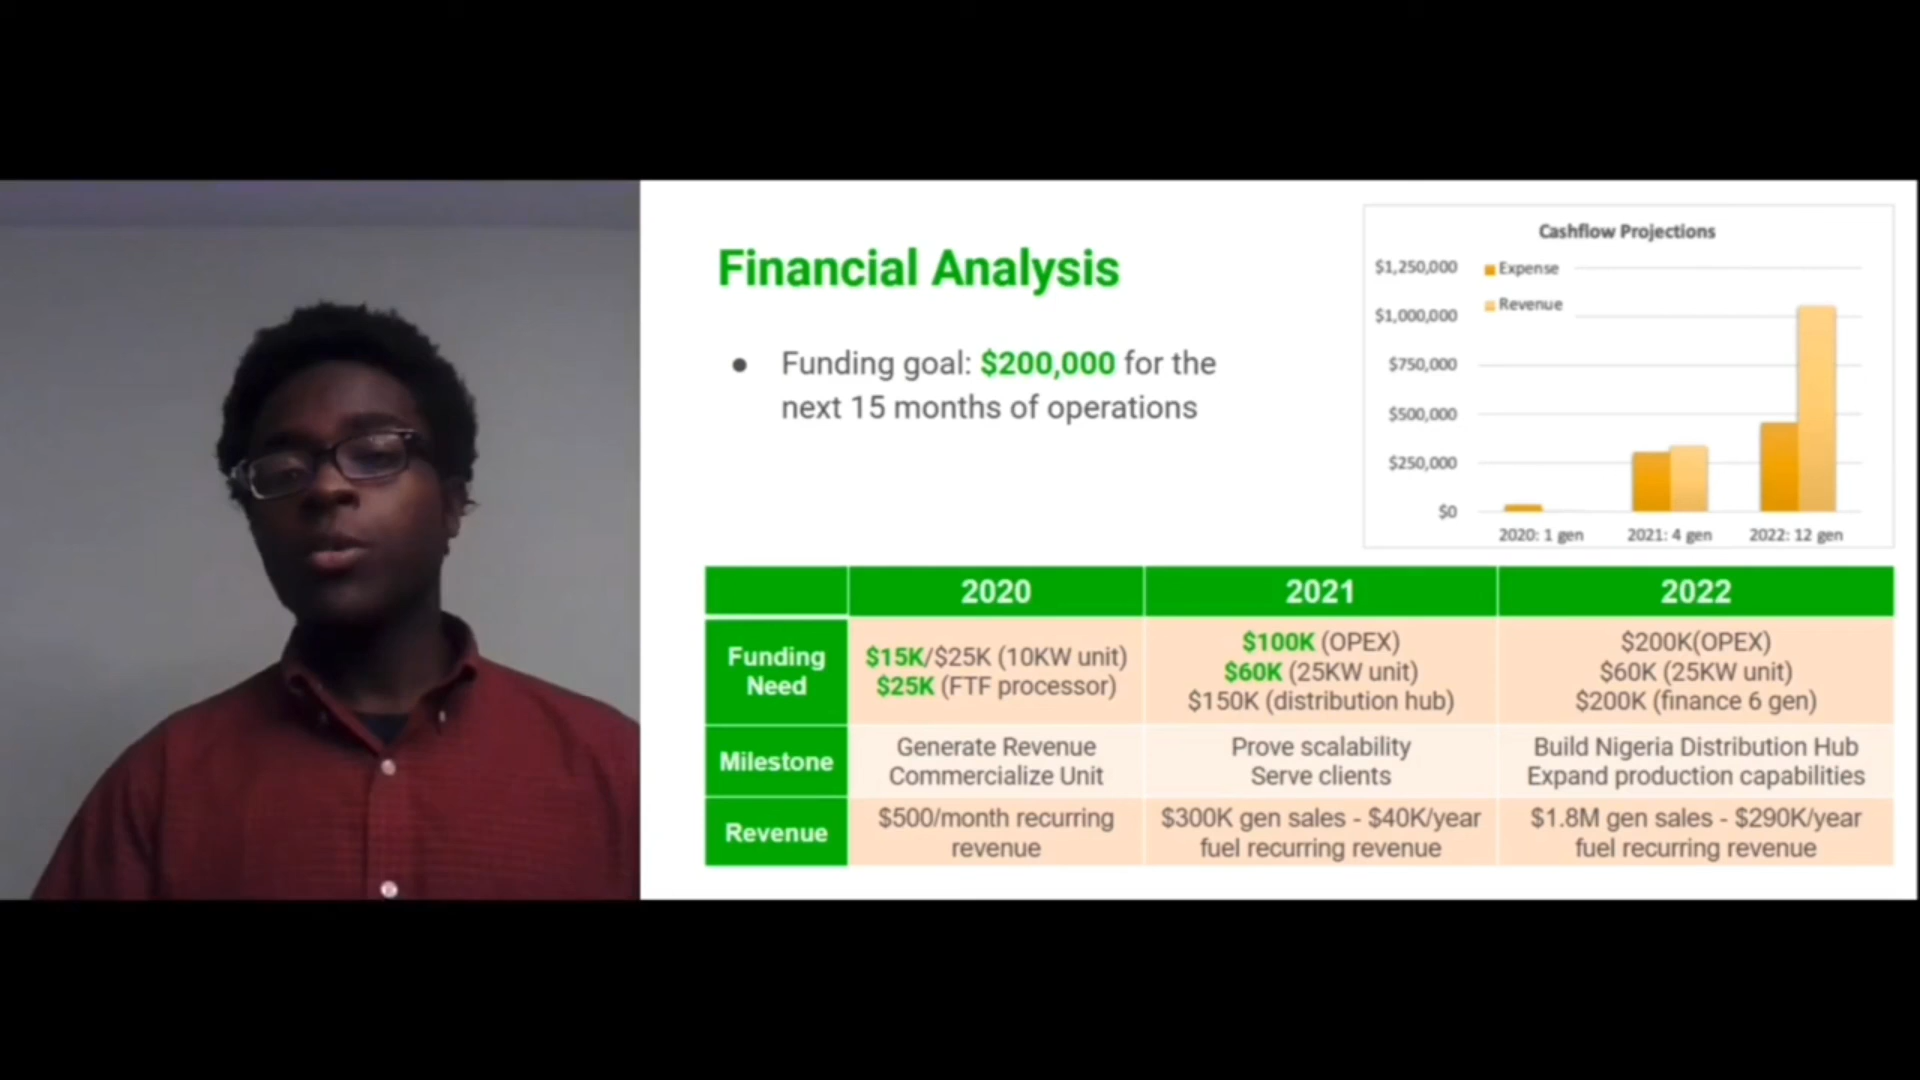 Financial Analysis
● Funding goal: $200,000 for the
next 15 months of operations
Cashflow Projections
$1,250,000
$1,000,000
$750,000
$500,000
$250,000
$0
Expense
Revenue
2020: 1 gen 2021: 4 gen 2022: 12 gen
2020 2021 2022
Funding
Need
$15K/$25K (10KW unit)
$25K (FTF processor)
$100K (OPEX)
$60K (25KW unit)
$150K (distribution hub)
$200K(OPEX)
$60K (25KW unit)
$200K (finance 6 gen)
Milestone
Generate Revenue
Commercialize Unit
Prove scalability
Serve clients
Build Nigeria Distribution Hub
Expand production capabilities
Revenue
$500/month recurring
revenue
$300K gen sales - $40K/year
fuel recurring revenue
$1.8M gen sales - $290K/year
fuel recurring revenue